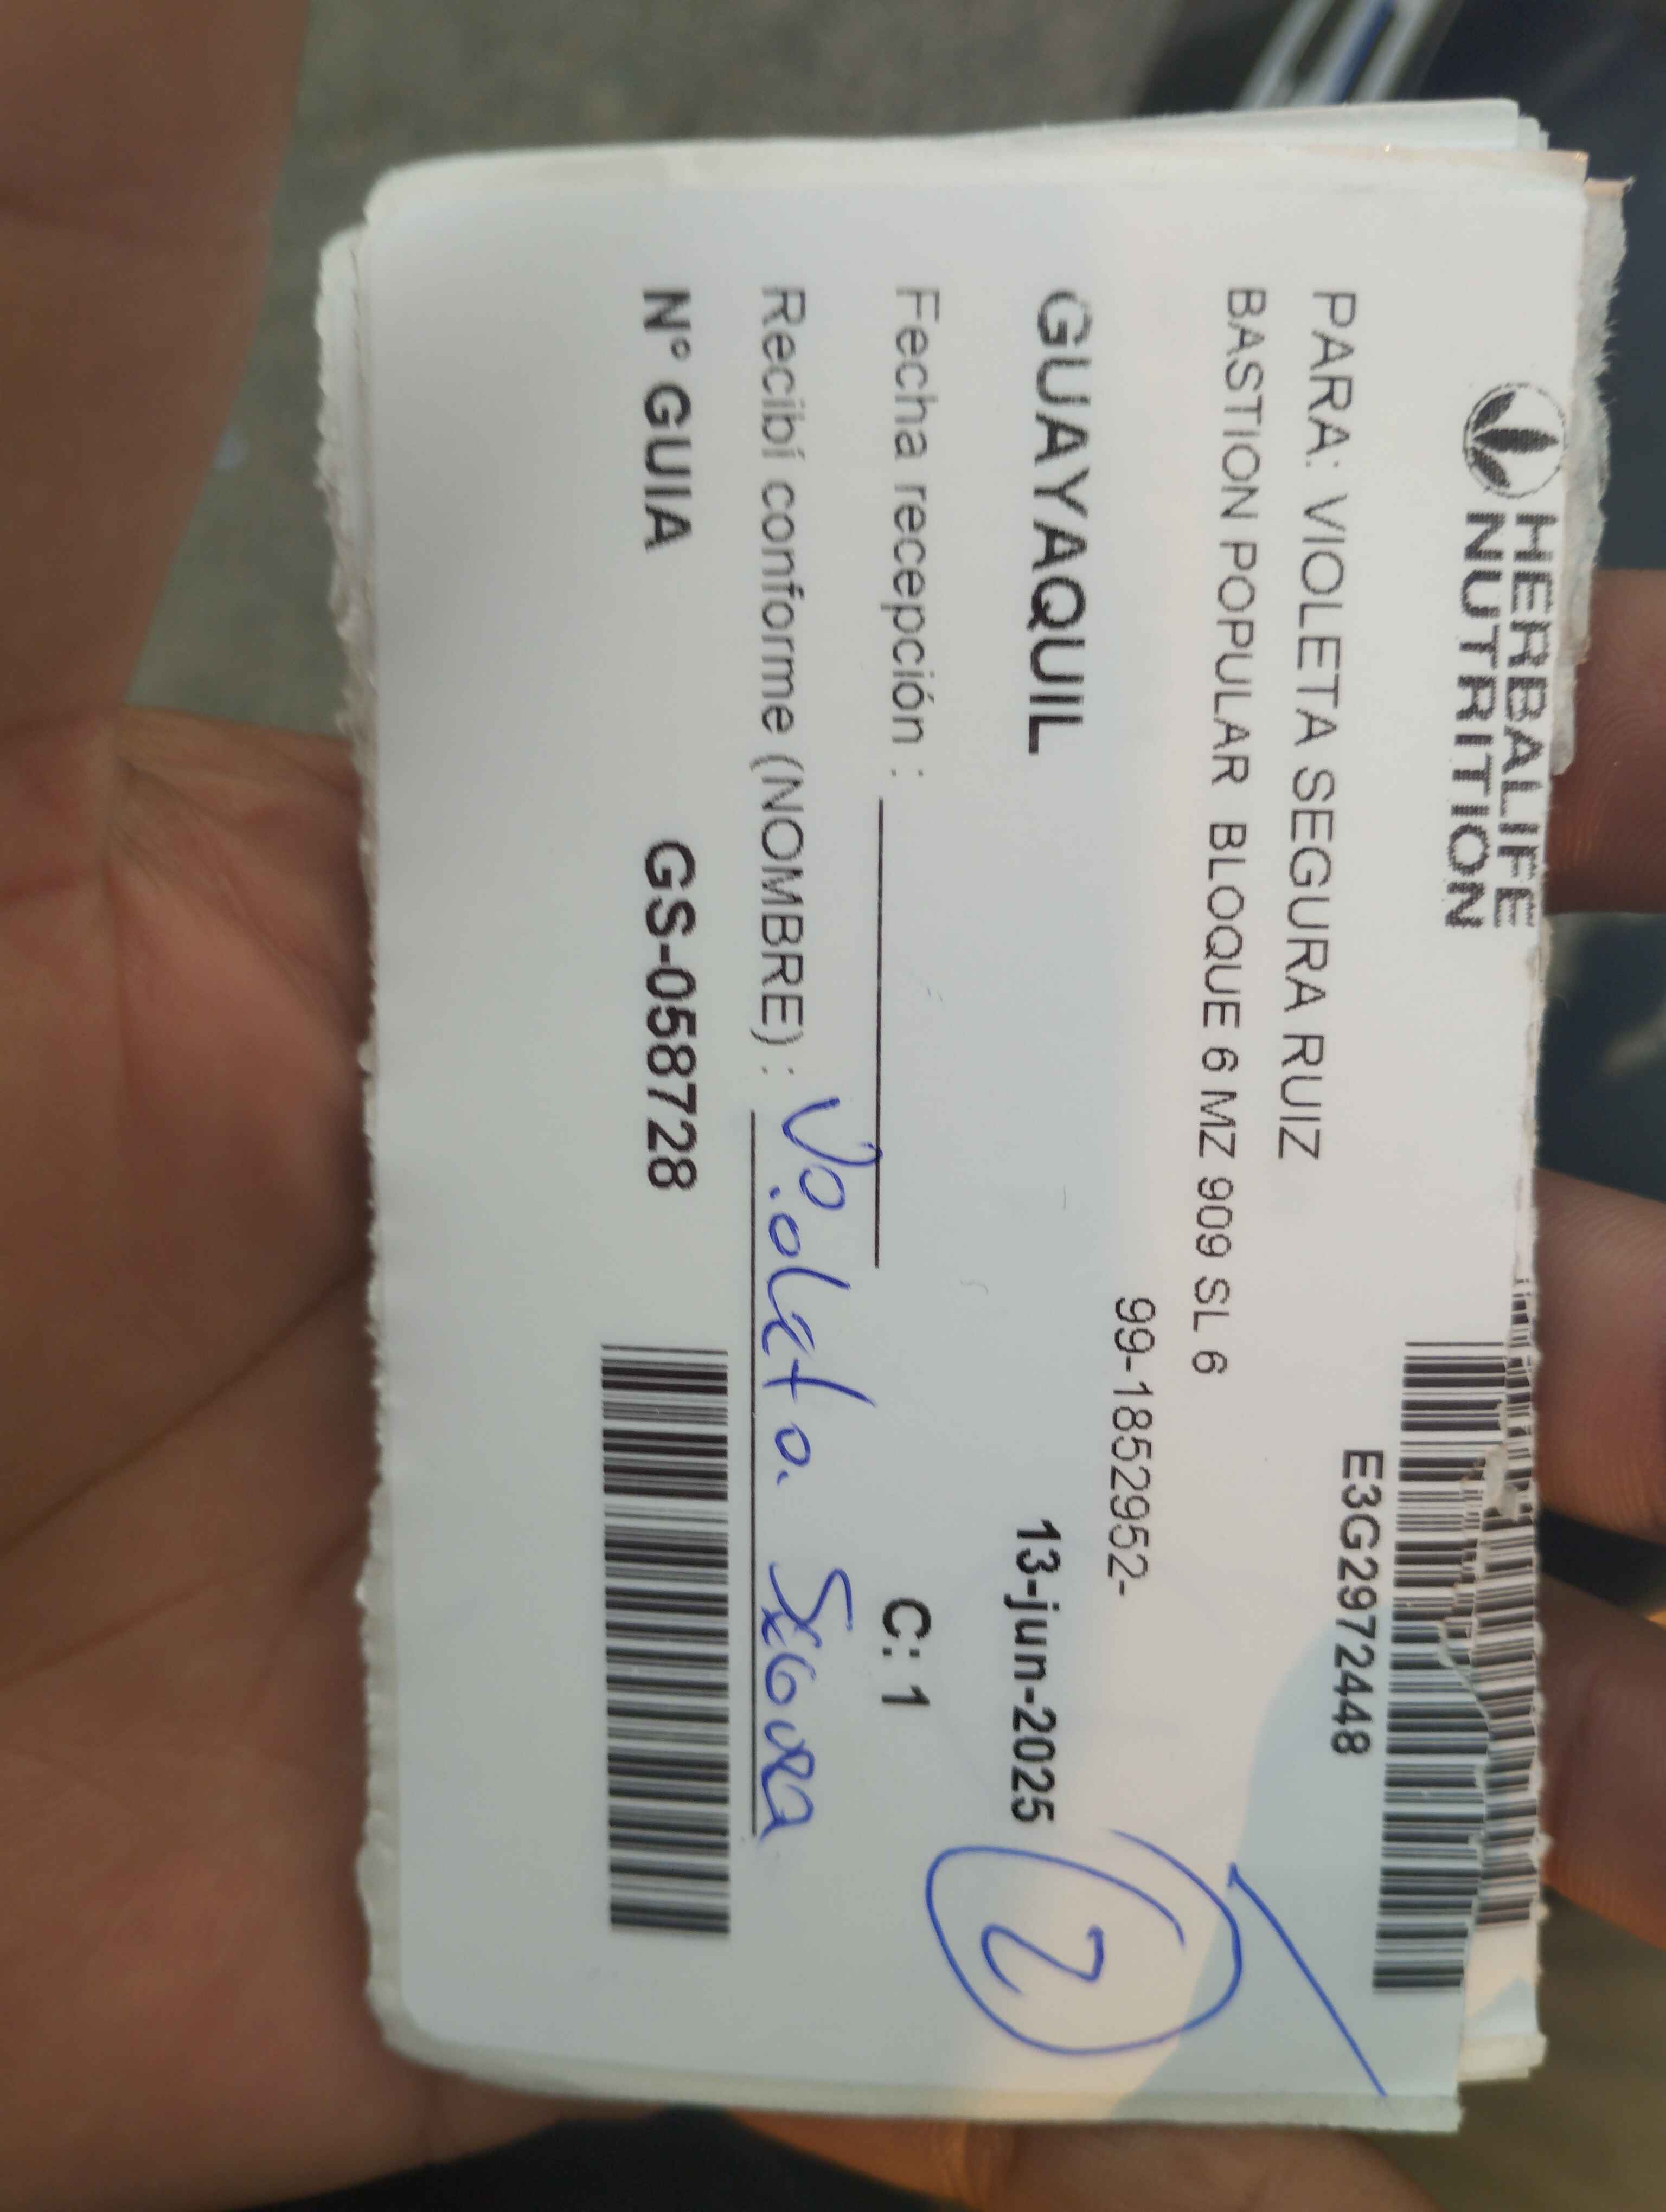 HERBALIFE
NUTRITION
E3G2972448
PARA: VIOLETA SEGURA RUIZ
BASTION POPULAR BLOQUE 6 MZ 909 SL 6
99-1852952-
GUAYAQUIL 13-jun-2025
2
Fecha recepción : C: 1
Recibí conforme (NOMBRE) : Violeta Segura
N° GUIA GS-058728